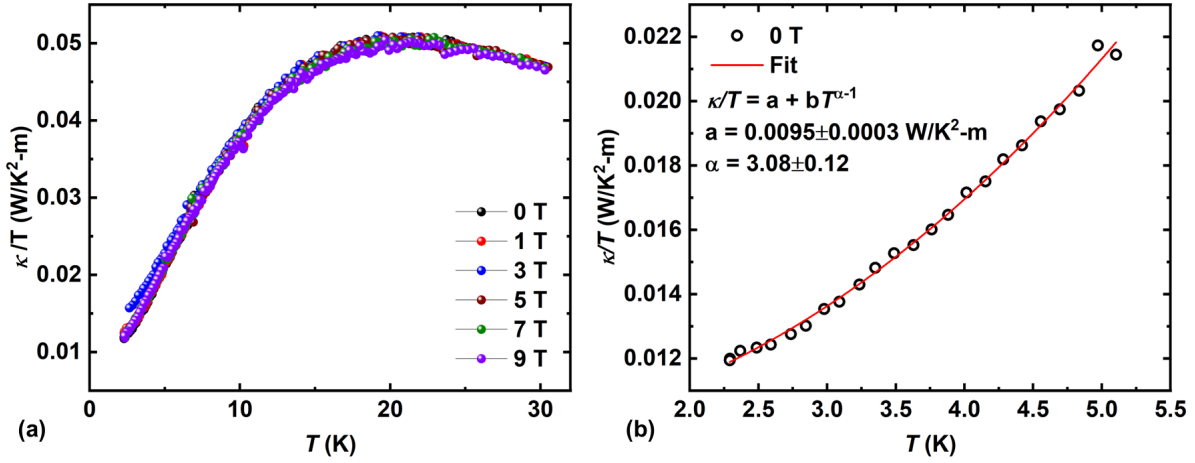 0.05
0.04
0.03
0.02
0.01
κ/T (W/K²-m)
0 T
1 T
3 T
5 T
7 T
9 T
0
10
20
30
T (K)
(a)
0.022
0.020
0.018
0.016
0.014
0.012
κ/T (W/K²-m)
0 T
Fit
κ/T = a + bT^α-1
a = 0.0095±0.0003 W/K²-m
α = 3.08±0.12
2.0
2.5
3.0
3.5
4.0
4.5
5.0
5.5
T (K)
(b)